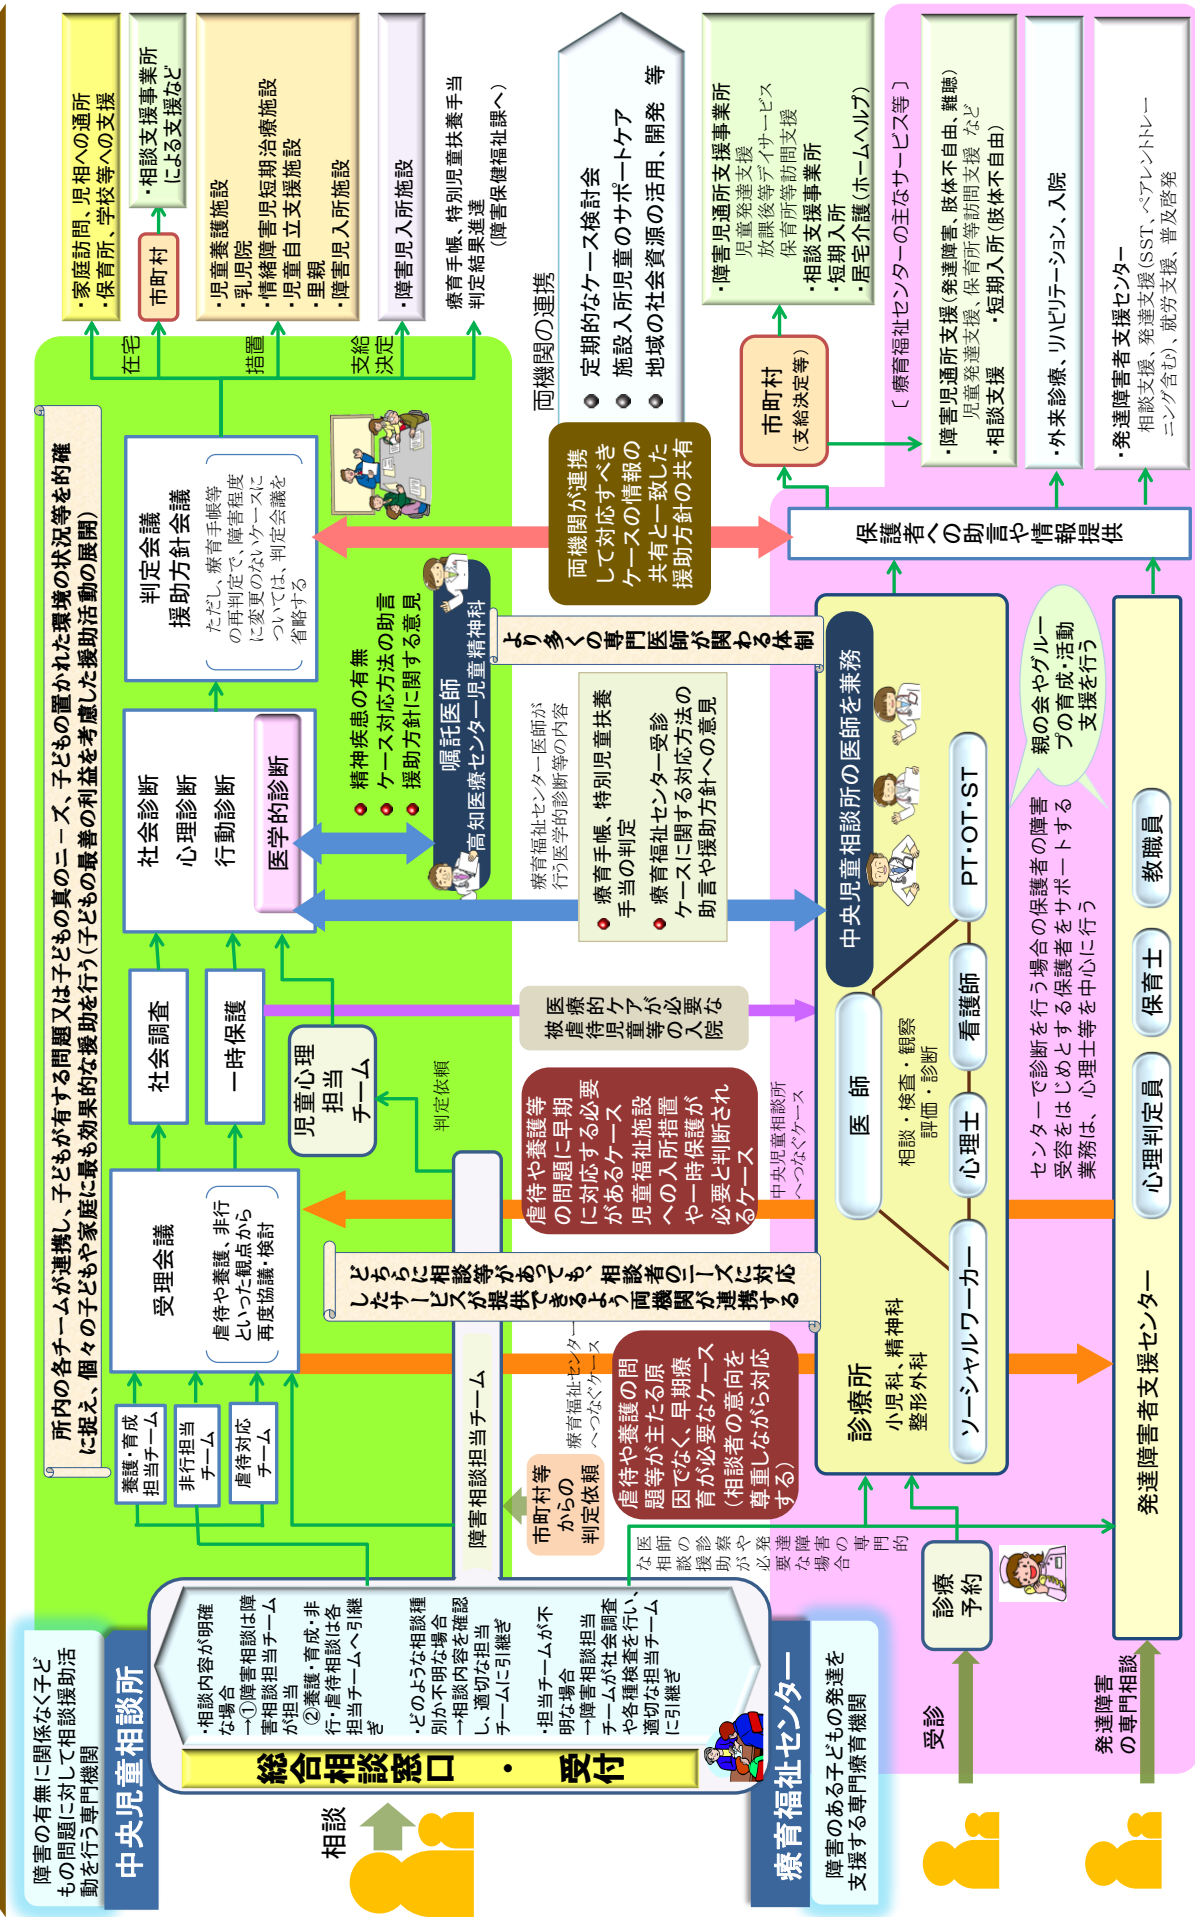 障害の有無に関係なく子ど
もの問題に対して相談援助活
動を行う専門機関
中央児童相談所
所内の各チームが連携し、子どもが有する問題又は子どもの真のニーズ、子どもの置かれた環境の状況等を的確
に捉え、個々の子どもや家庭に最も効果的な援助を行う(子どもの最善の利益を考慮した援助活動の展開)
相談
総合相談窓口 ・ 受付
・相談内容が明確
な場合
→①障害相談は障
害相談担当チーム
が担当
②養護・育成・非
行・虐待相談は各
担当チームへ引継
ぎ
・どのような相談種
別か不明な場合
→相談内容を確認
し、適切な担当
チームに引継ぎ
・担当チームが不
明な場合
→障害相談担当
チームが社会調査
や各種検査を行い、
適切な担当チーム
に引継ぎ
養護・育成
担当チーム
非行担当
チーム
虐待対応
チーム
障害相談担当チーム
市町村等
からの
判定依頼
受理会議
虐待や養護、非行
といった観点から
再度協議・検討
社会調査
一時保護
児童心理
担当
チーム
判定依頼
社会診断
心理診断
行動診断
医学的診断
判定会議
援助方針会議
ただし、療育手帳等
の再判定で、障害程度
に変更のないケースに
ついては、判定会議を
省略する
精神疾患の有無
ケース対応方法の助言
援助方針に関する意見
嘱託医師
高知医療センター児童精神科
在宅
措置
支給
決定
・家庭訪問、児相への通所
・保育所、学校等への支援
市町村
・相談支援事業所
による支援など
・児童養護施設
・乳児院
・情緒障害児短期治療施設
・児童自立支援施設
・里親
・障害児入所施設
・障害児入所施設
療育手帳、特別児童扶養手当
判定結果進達
(障害保健福祉課へ)
どちらに相談等があっても、相談者のニーズに対応
したサービスが提供できるよう両機関が連携する
療育福祉センター
へつなぐケース
虐待や養護の問
題等が主たる原
因でなく、早期療
育が必要なケース
(相談者の意向を
尊重しながら対応
する)
虐待や養護等
の問題に早期
に対応する必要
があるケース
児童福祉施設
への入所措置
や一時保護が
必要と判断され
るケース
中央児童相談所
へつなぐケース
医療的ケアが必要な
被虐待児童等の入院
療育福祉センター医師が
行う医学的診断等の内容
療育手帳、特別児童扶養
手当の判定
療育福祉センター受診
ケースに関する対応方法の
助言や援助方針への意見
より多くの専門医師が関わる体制
両機関が連携
して対応すべき
ケースの情報の
共有と一致した
援助方針の共有
両機関の連携
定期的なケース検討会
施設入所児童のサポートケア
地域の社会資源の活用、開発 等
療育福祉センター
障害のある子どもの発達を
支援する専門療育機関
医師の診察や発達障害の専門的
な相談援助が必要な場合
受診
診療
予約
発達障害
の専門相談
診療所
小児科、精神科
整形外科
医 師
中央児童相談所の医師を兼務
相談・検査・観察
評価・診断
ソーシャルワーカー
心理士
看護師
PT・OT・ST
センターで診断を行う場合の保護者の障害
受容をはじめとする保護者をサポートする
業務は、心理士等を中心に行う
親の会やグルー
プの育成・活動
支援を行う
発達障害者支援センター
心理判定員
保育士
教職員
保護者への助言や情報
提供
市町村
(支給決定等)
・障害児通所支援事業所
児童発達支援
放課後等デイサービス
保育所等訪問支援
・相談支援事業所
・短期入所
・居宅介護(ホームヘルプ)
〔 療育福祉センターの主なサービス等 〕
・障害児通所支援(発達障害、肢体不自由、難聴)
児童発達支援、保育所等訪問支援 など
・相談支援 ・短期入所(肢体不自由)
・外来診療、リハビリテーション、入院
・発達障害者支援センター
相談支援、発達支援(SST、ペアレントトレー
ニング含む)、就労支援、普及啓発